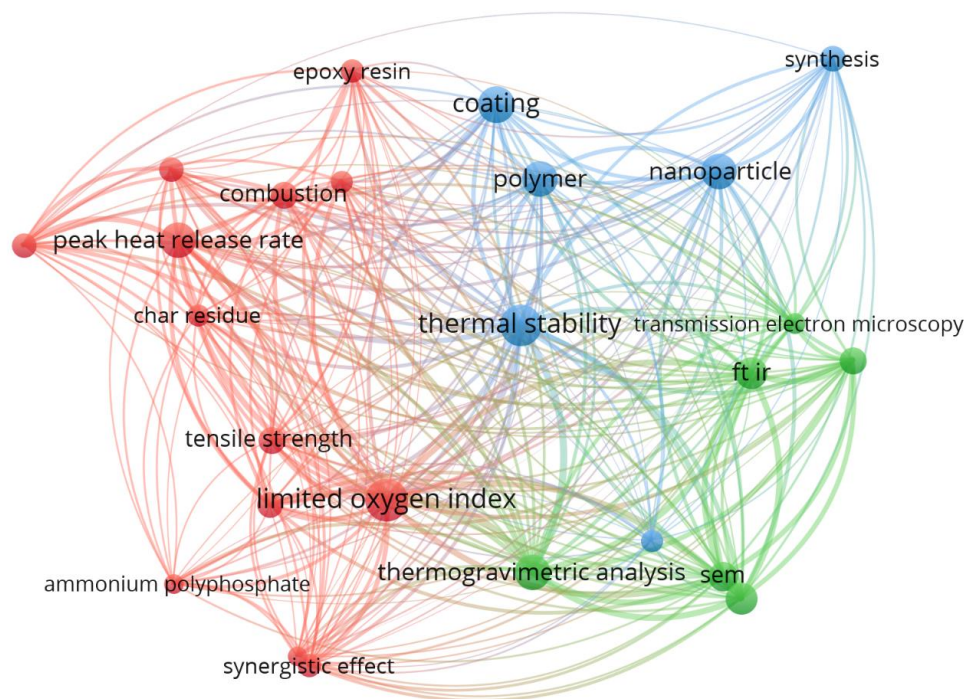 synthesis
epoxy resin
coating
nanoparticle
polymer
combustion
peak heat release rate
char residue
thermal stability
transmission electron microscopy
ft ir
tensile strength
limited oxygen index
thermogravimetric analysis
sem
ammonium polyphosphate
synergistic effect